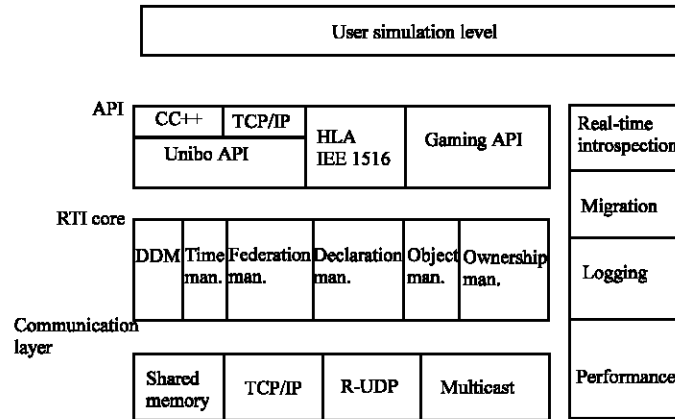 User simulation level
API
CC++
TCP/IP
Unibo API
HLA
IEE 1516
Gaming API
Real-time
introspection
Migration
Logging
Performance
RTI core
DDM
Time
man.
Federation
man.
Declaration
man.
Object
man.
Ownership
man.
Communication
layer
Shared
memory
TCP/IP
R-UDP
Multicast